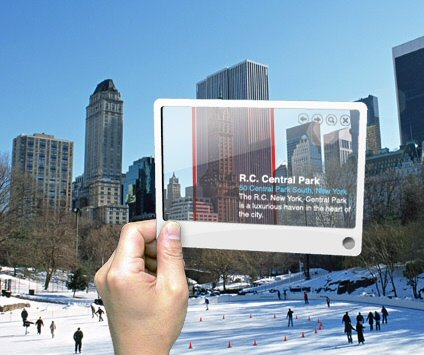 R.C. Central Park
50 Central Park South, New York
The R.C. New York, Central Park
is a luxurious haven in the heart of
the city.